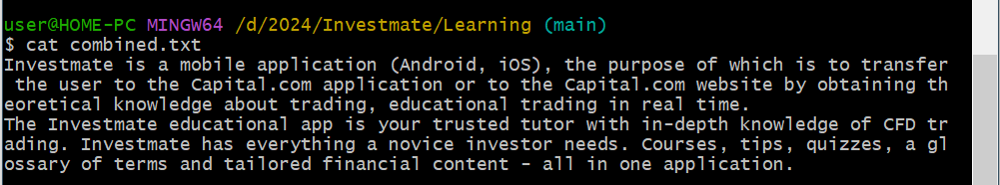 user@HOME-PC MINGW64 /d/2024/Investmate/Learning (main)
$ cat combined.txt
Investmate is a mobile application (Android, iOS), the purpose of which is to transfer
 the user to the Capital.com application or to the Capital.com website by obtaining th
eoretical knowledge about trading, educational trading in real time.
The Investmate educational app is your trusted tutor with in-depth knowledge of CFD tr
ading. Investmate has everything a novice investor needs. Courses, tips, quizzes, a gl
ossary of terms and tailored financial content - all in one application.